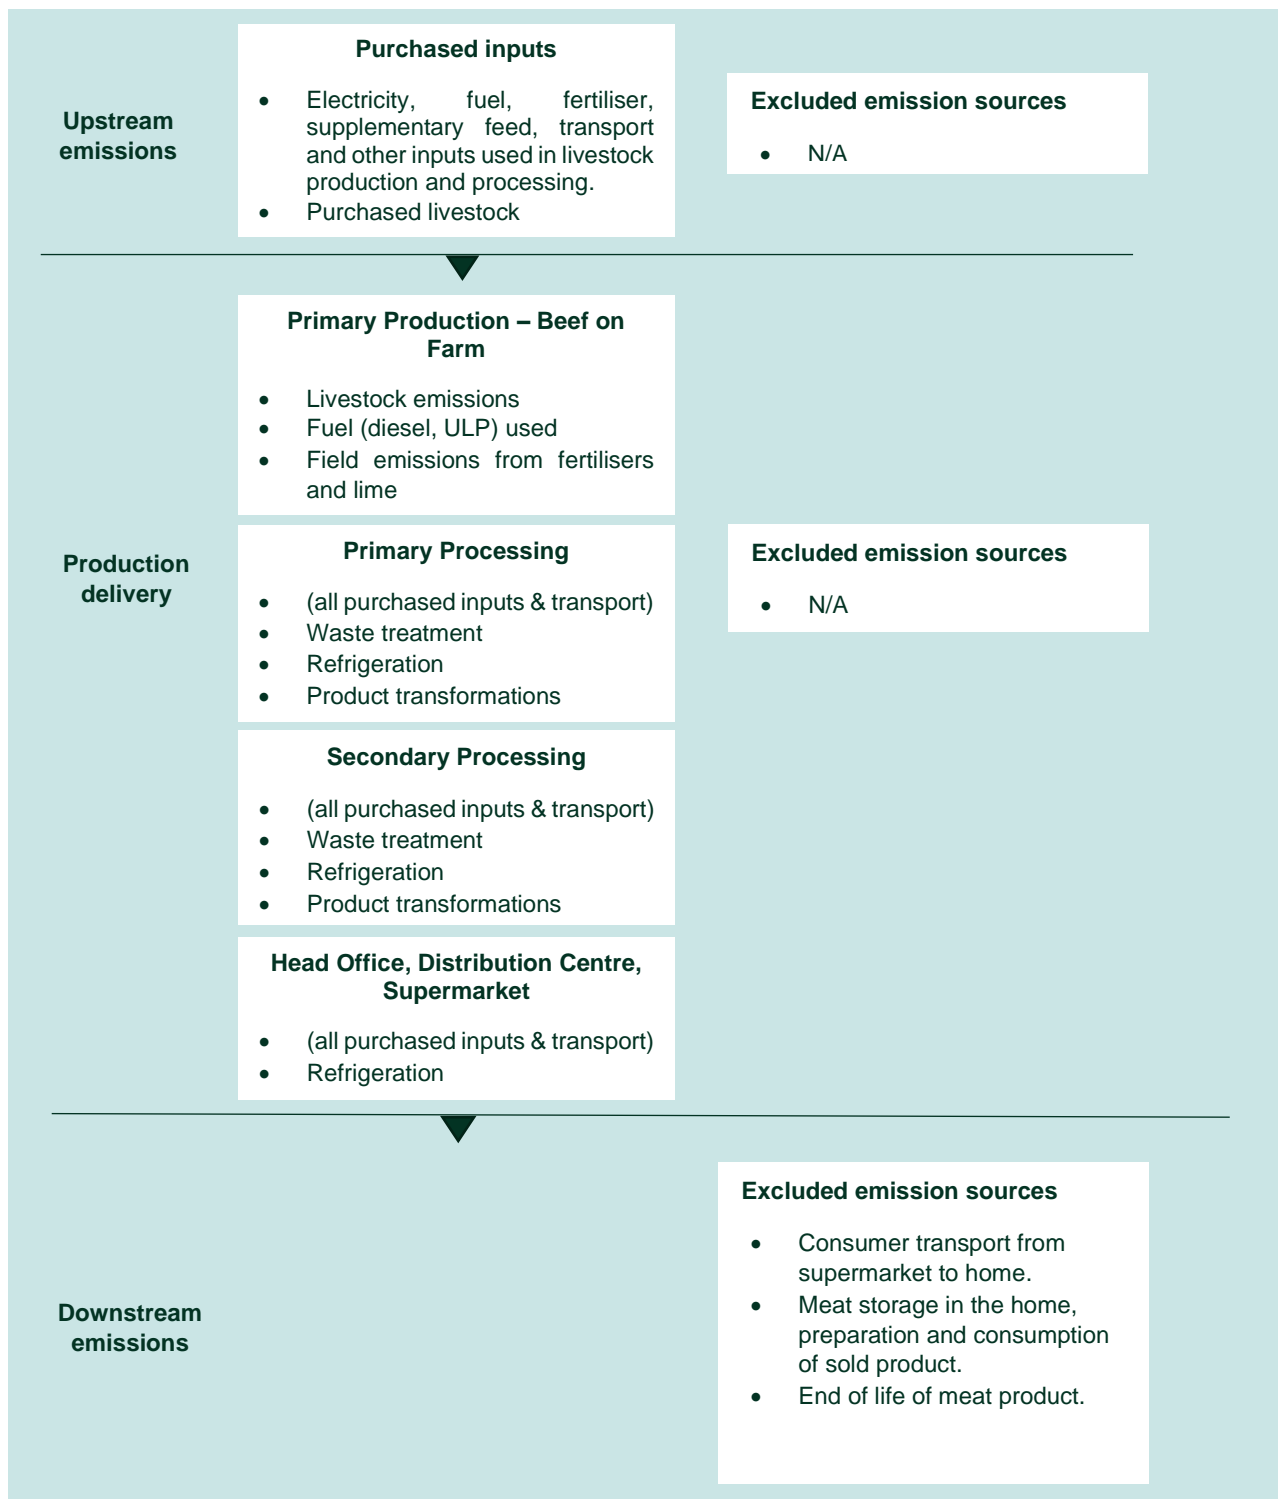 Upstream
emissions
Purchased inputs
• Electricity, fuel, fertiliser,
supplementary feed, transport
and other inputs used in livestock
production and processing.
• Purchased livestock
Excluded emission sources
• N/A
Production
delivery
Primary Production – Beef on
Farm
• Livestock emissions
• Fuel (diesel, ULP) used
• Field emissions from fertilisers
and lime
Primary Processing
• (all purchased inputs & transport)
• Waste treatment
• Refrigeration
• Product transformations
Secondary Processing
• (all purchased inputs & transport)
• Waste treatment
• Refrigeration
• Product transformations
Head Office, Distribution Centre,
Supermarket
• (all purchased inputs & transport)
• Refrigeration
Excluded emission sources
• N/A
Downstream
emissions
Excluded emission sources
• Consumer transport from
supermarket to home.
• Meat storage in the home,
preparation and consumption
of sold product.
• End of life of meat product.